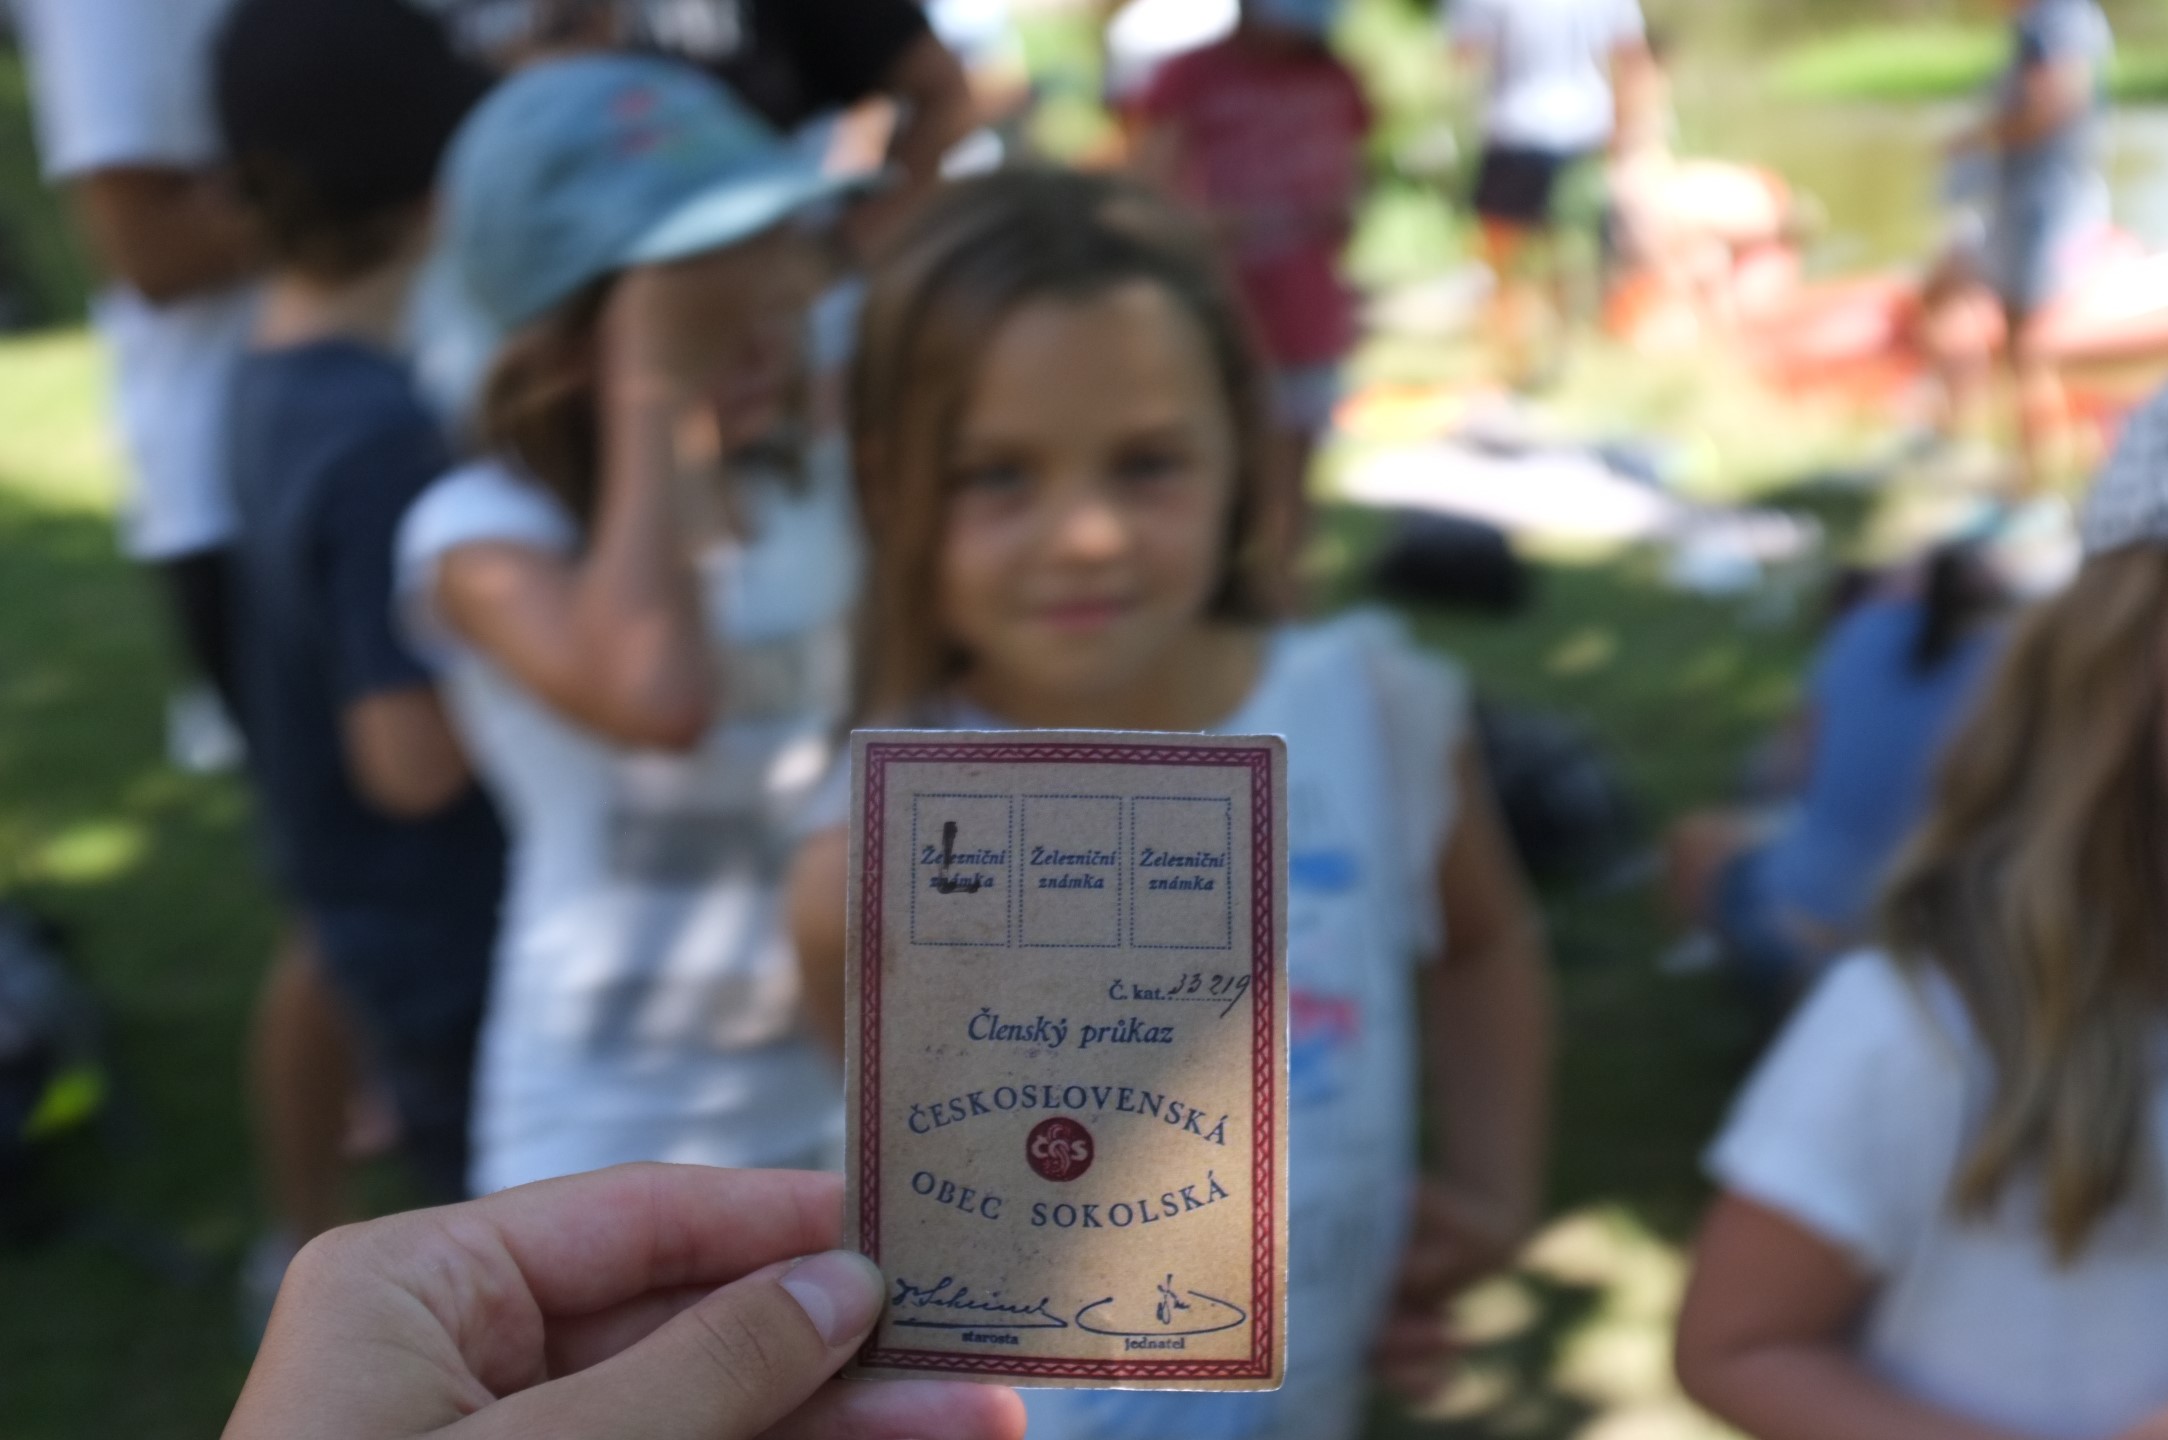 Železniční známka
Železniční známka
Železniční známka
L
Č. kat. 33219
Členský průkaz
ČESKOSLOVENSKÁ
ČOS
OBEC SOKOLSKÁ
starosta
jednatel